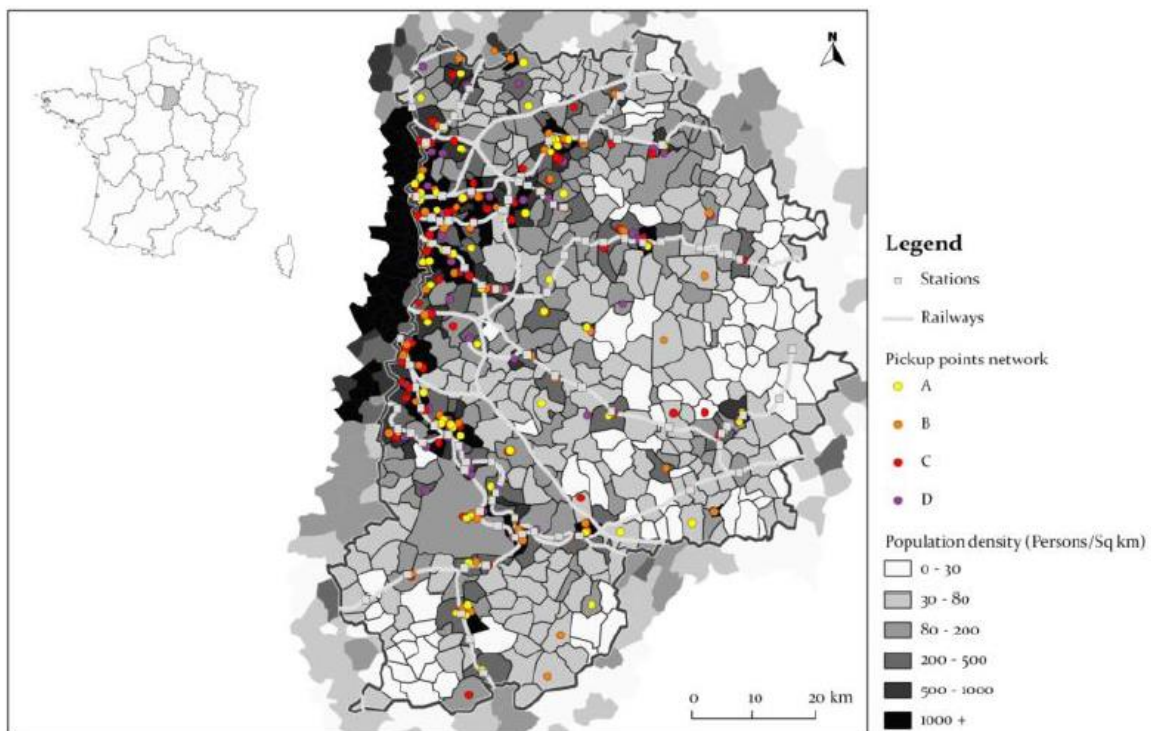 N
Legend
Stations
Railways
Pickup points network
A
B
C
D
Population density (Persons/Sq km)
0 - 30
30 - 80
80 - 200
200 - 500
500 - 1000
1000 +
0 10 20 km